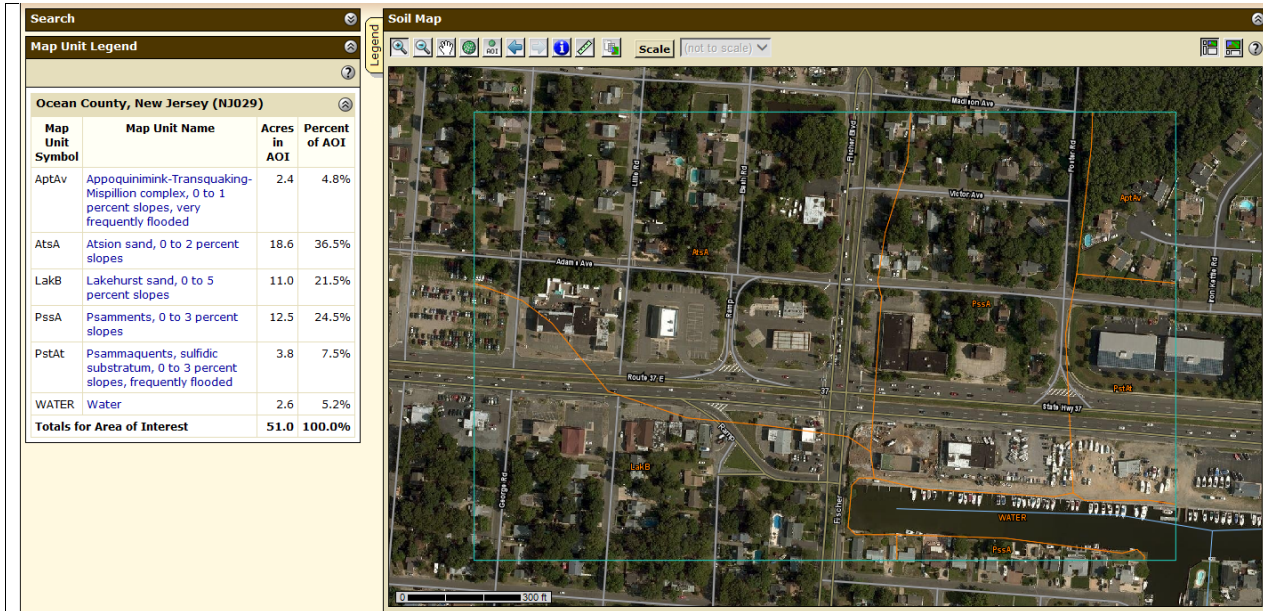 Search
Map Unit Legend
Ocean County, New Jersey (NJ029)
Map Unit Symbol Map Unit Name Acres in AOI Percent of AOI
AptAv Appoquinimink-Transquaking-Mispillion complex, 0 to 1 percent slopes, very frequently flooded 2.4 4.8%
AtsA Atsion sand, 0 to 2 percent slopes 18.6 36.5%
LakB Lakehurst sand, 0 to 5 percent slopes 11.0 21.5%
PssA Psamments, 0 to 3 percent slopes 12.5 24.5%
PstAt Psammaquents, sulfidic substratum, 0 to 3 percent slopes, frequently flooded 3.8 7.5%
WATER Water 2.6 5.2%
Totals for Area of Interest 51.0 100.0%
Legend
Soil Map
AOI
Scale
(not to scale)
Madison Ave
Fischer Blvd
Foster Rd
Little Rd
Bash Rd
Victor Ave
AptAv
AtsA
Adams Ave
Ramp
PssA
Route 37 E
37
PstAt
State Hwy 37
Ramp
LakB
George Rd
Fischer
WATER
PssA
0 300 ft